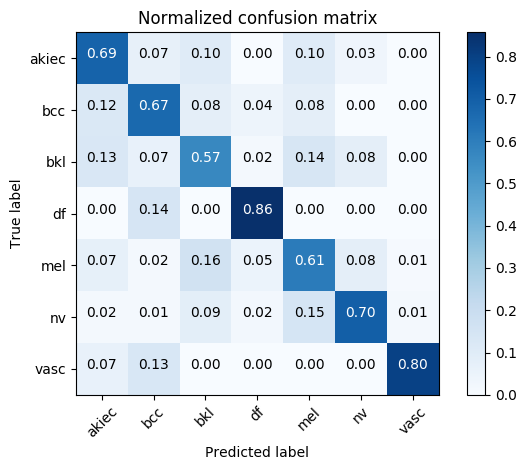 Normalized confusion matrix
akiec 0.69 0.07 0.10 0.00 0.10 0.03 0.00
bcc 0.12 0.67 0.08 0.04 0.08 0.00 0.00
bkl 0.13 0.07 0.57 0.02 0.14 0.08 0.00
df 0.00 0.14 0.00 0.86 0.00 0.00 0.00
mel 0.07 0.02 0.16 0.05 0.61 0.08 0.01
nv 0.02 0.01 0.09 0.02 0.15 0.70 0.01
vasc 0.07 0.13 0.00 0.00 0.00 0.00 0.80
akiec bcc bkl df mel nv vasc
True label
Predicted label
0.8
0.7
0.6
0.5
0.4
0.3
0.2
0.1
0.0